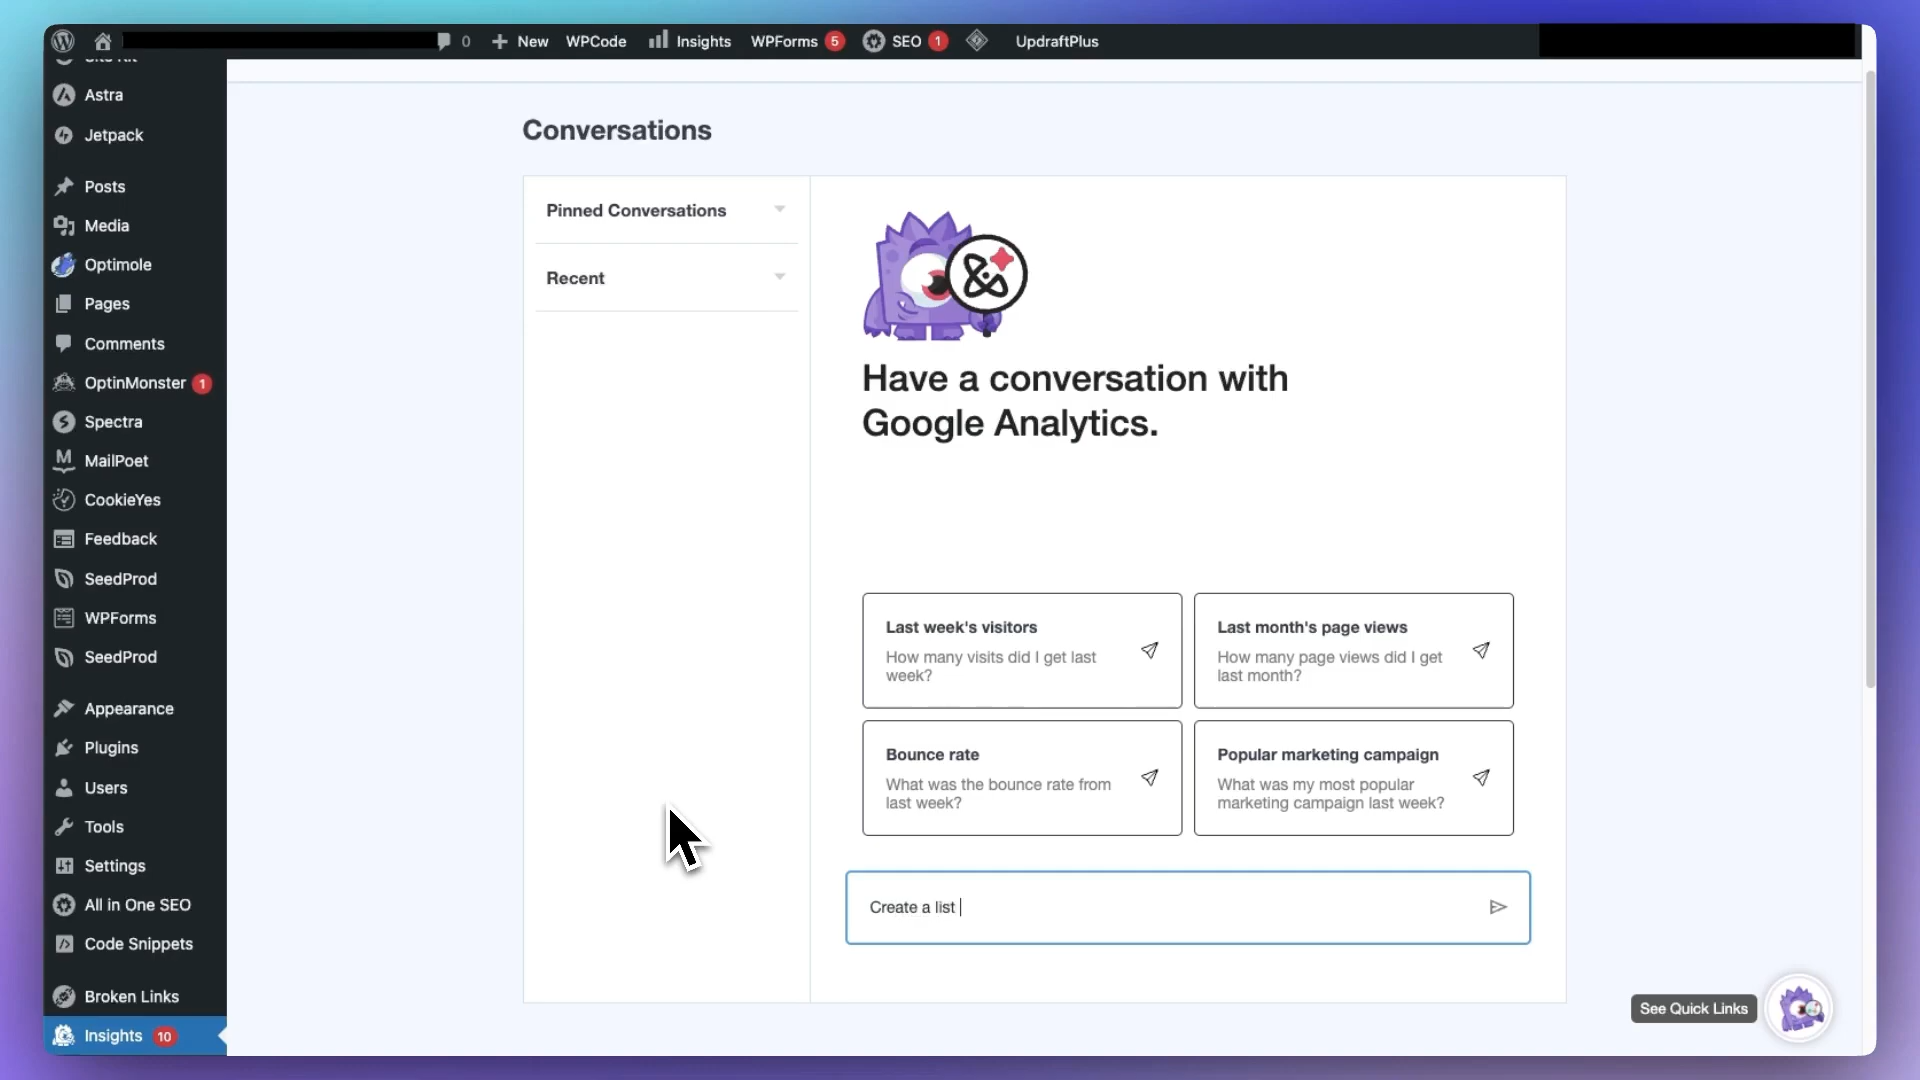 0 New WPCode Insights WPForms 5 SEO 1 UpdraftPlus
Site Kit
Astra
Jetpack
Posts
Media
Optimole
Pages
Comments
OptinMonster 1
Spectra
MailPoet
CookieYes
Feedback
SeedProd
WPForms
SeedProd
Appearance
Plugins
Users
Tools
Settings
All in One SEO
Code Snippets
Broken Links
Insights 10
Conversations
Pinned Conversations
Recent
Have a conversation with
Google Analytics.
Last week's visitors
How many visits did I get last
week?
Last month's page views
How many page views did I get
last month?
Bounce rate
What was the bounce rate from
last week?
Popular marketing campaign
What was my most popular
marketing campaign last week?
Create a list
See Quick Links